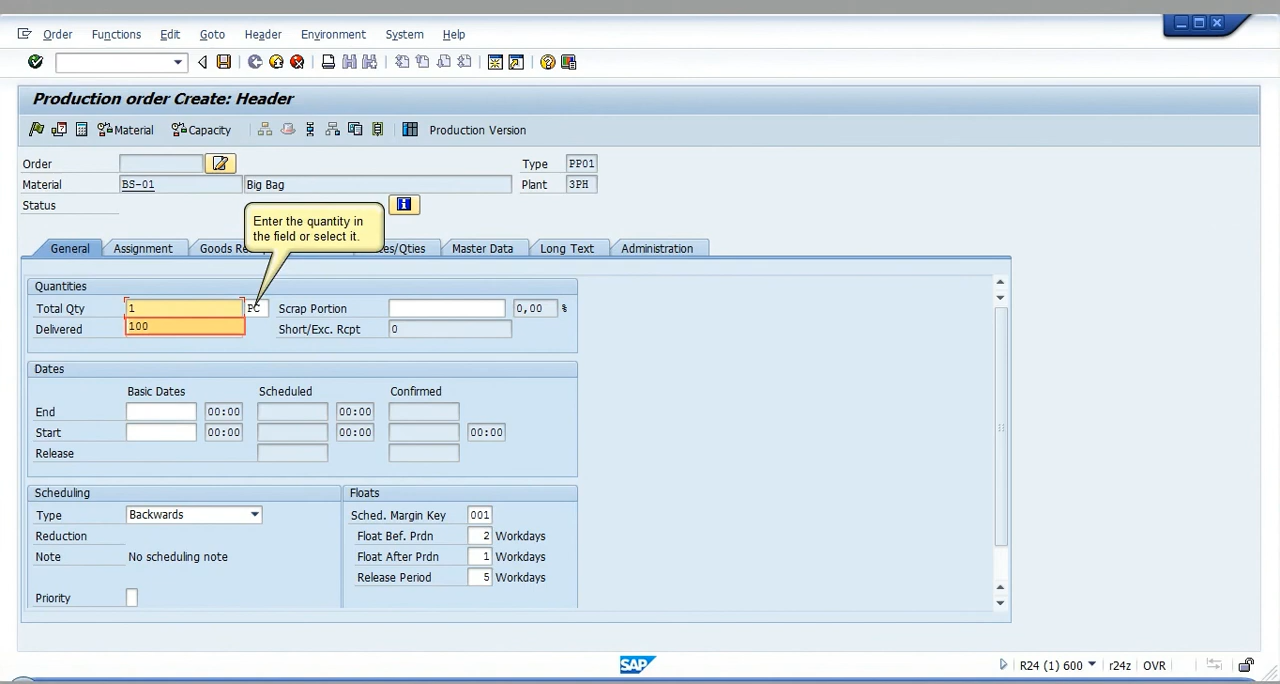 Order Functions Edit Goto Header Environment System Help
Production order Create: Header
Material Capacity Production Version
Order Type PP01
Material BS-01 Big Bag Plant 3PH
Status
Enter the quantity in
the field or select it.
General Assignment Goods Re es/Qties Master Data Long Text Administration
Quantities
Total Qty 1 PC Scrap Portion 0,00 %
Delivered 100 Short/Exc. Rcpt 0
Dates
Basic Dates Scheduled Confirmed
End 00:00 00:00
Start 00:00 00:00 00:00
Release
Scheduling Floats
Type Backwards Sched. Margin Key 001
Reduction Float Bef. Prdn 2 Workdays
Note No scheduling note Float After Prdn 1 Workdays
Release Period 5 Workdays
Priority
SAP R24 (1) 600 r24z OVR